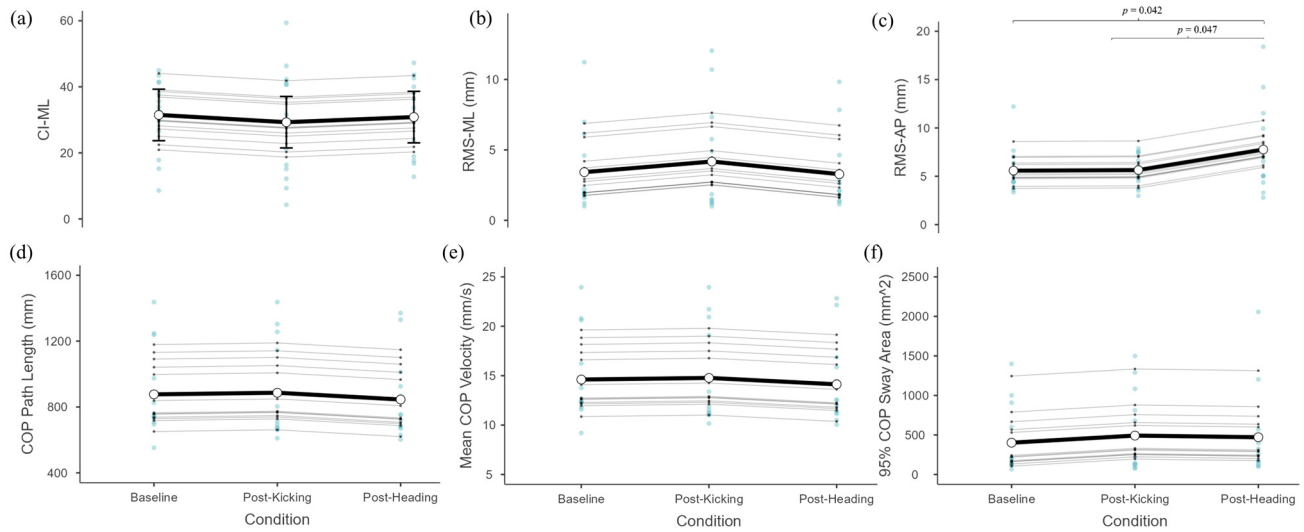 (a)
60
40
20
0
CI-ML
(b)
10
5
0
RMS-ML (mm)
(c)
p = 0.042
p = 0.047
20
15
10
5
0
RMS-AP (mm)
(d)
1600
1200
800
400
COP Path Length (mm)
Baseline Post-Kicking Post-Heading
Condition
(e)
25
20
15
10
5
Mean COP Velocity (mm/s)
Baseline Post-Kicking Post-Heading
Condition
(f)
2500
2000
1500
1000
500
0
95% COP Sway Area (mm^2)
Baseline Post-Kicking Post-Heading
Condition